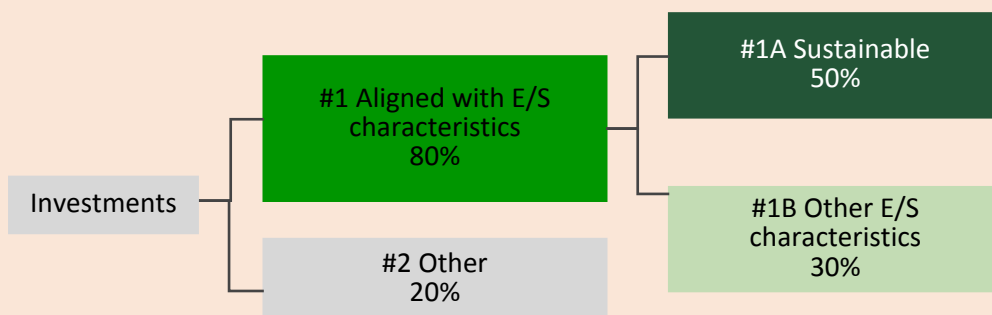 Investments
#1 Aligned with E/S
characteristics
80%
#2 Other
20%
#1A Sustainable
50%
#1B Other E/S
characteristics
30%